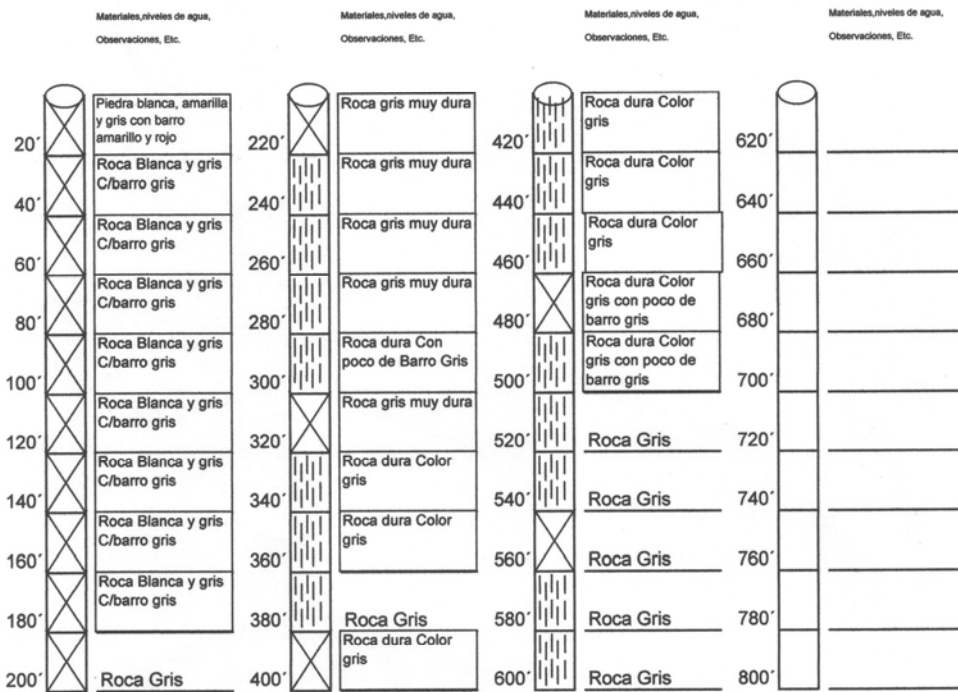 Materiales,niveles de agua,
Observaciones, Etc.
20´
Piedra blanca, amarilla
y gris con barro
amarillo y rojo
40´
Roca Blanca y gris
C/barro gris
60´
Roca Blanca y gris
C/barro gris
80´
Roca Blanca y gris
C/barro gris
100´
Roca Blanca y gris
C/barro gris
120´
Roca Blanca y gris
C/barro gris
140´
Roca Blanca y gris
C/barro gris
160´
Roca Blanca y gris
C/barro gris
180´
Roca Blanca y gris
C/barro gris
200´
Roca Gris
Materiales,niveles de agua,
Observaciones, Etc.
220´
Roca gris muy dura
240´
Roca gris muy dura
260´
Roca gris muy dura
280´
Roca gris muy dura
300´
Roca dura Con
poco de Barro Gris
320´
Roca gris muy dura
340´
Roca dura Color
gris
360´
Roca dura Color
gris
380´
Roca Gris
400´
Roca dura Color
gris
Materiales,niveles de agua,
Observaciones, Etc.
420´
Roca dura Color
gris
440´
Roca dura Color
gris
460´
Roca dura Color
gris
480´
Roca dura Color
gris con poco de
barro gris
500´
Roca dura Color
gris con poco de
barro gris
520´
Roca Gris
540´
Roca Gris
560´
Roca Gris
580´
Roca Gris
600´
Roca Gris
Materiales,niveles de agua,
Observaciones, Etc.
620´
640´
660´
680´
700´
720´
740´
760´
780´
800´